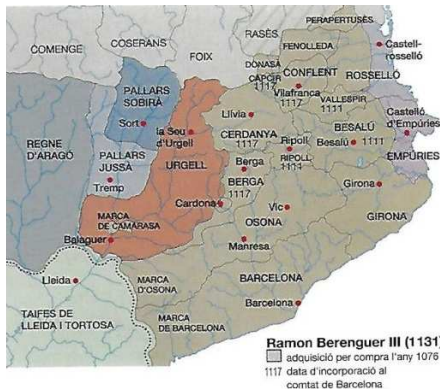 PERAPERTUSÈS
COSERANS
RASÈS
COMENGE
FOIX
FENOLLEDA
Castell-
rosselló
DONASÀ
CAPCIR
1117
CONFLENT
ROSSELLÓ
PALLARS
SOBIRÀ
Vilafranca
1117
VALLESPIR
1111
Sort
la Seu
d'Urgell
Llívia
CERDANYA
1117
BESALÚ
Besalú
1111
Castelló
d'Empúries
REGNE
D'ARAGÓ
PALLARS
JUSSÀ
URGELL
Ripoll
RIPOLL
1111
EMPÚRIES
Tremp
Berga
BERGA
1117
Girona
MARCA
DE CAMARASA
Cardona
Vic
GIRONA
OSONA
Balaguer
Manresa
Lleida
MARCA
D'OSONA
BARCELONA
TAIFES DE
LLEIDA I TORTOSA
MARCA
DE BARCELONA
Barcelona
Ramon Berenguer III (1131)
adquisició per compra l'any 1076
1117 data d'incorporació al
comtat de Barcelona